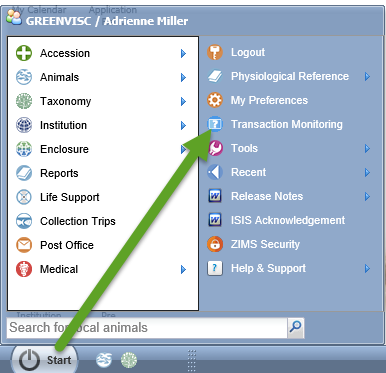 My Calendar Application
GREENVISC / Adrienne Miller
Accession
Animals
Taxonomy
Institution
Enclosure
Reports
Life Support
Collection Trips
Post Office
Medical
Logout
Physiological Reference
My Preferences
Transaction Monitoring
Tools
Recent
Release Notes
ISIS Acknowledgement
ZIMS Security
Help & Support
Institution Pre
Search for local animals
Start